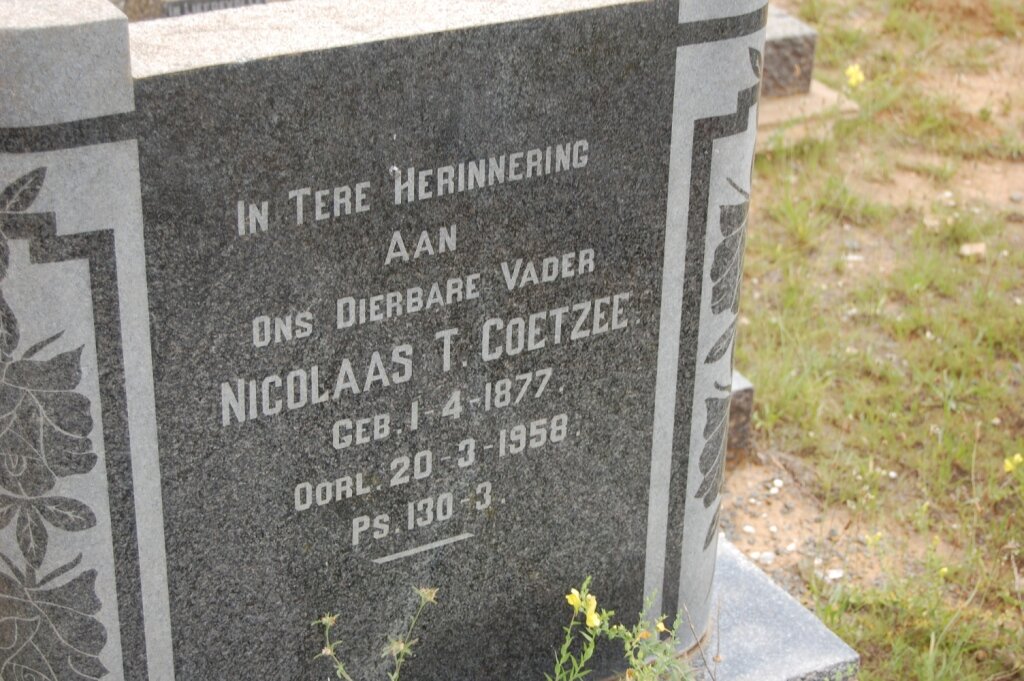 IN TERE HERINNERING
AAN
ONS DIERBARE VADER
NICOLAAS T. COETZEE.
GEB. 1-4-1877.
OORL. 20-3-1958.
PS. 130-3.